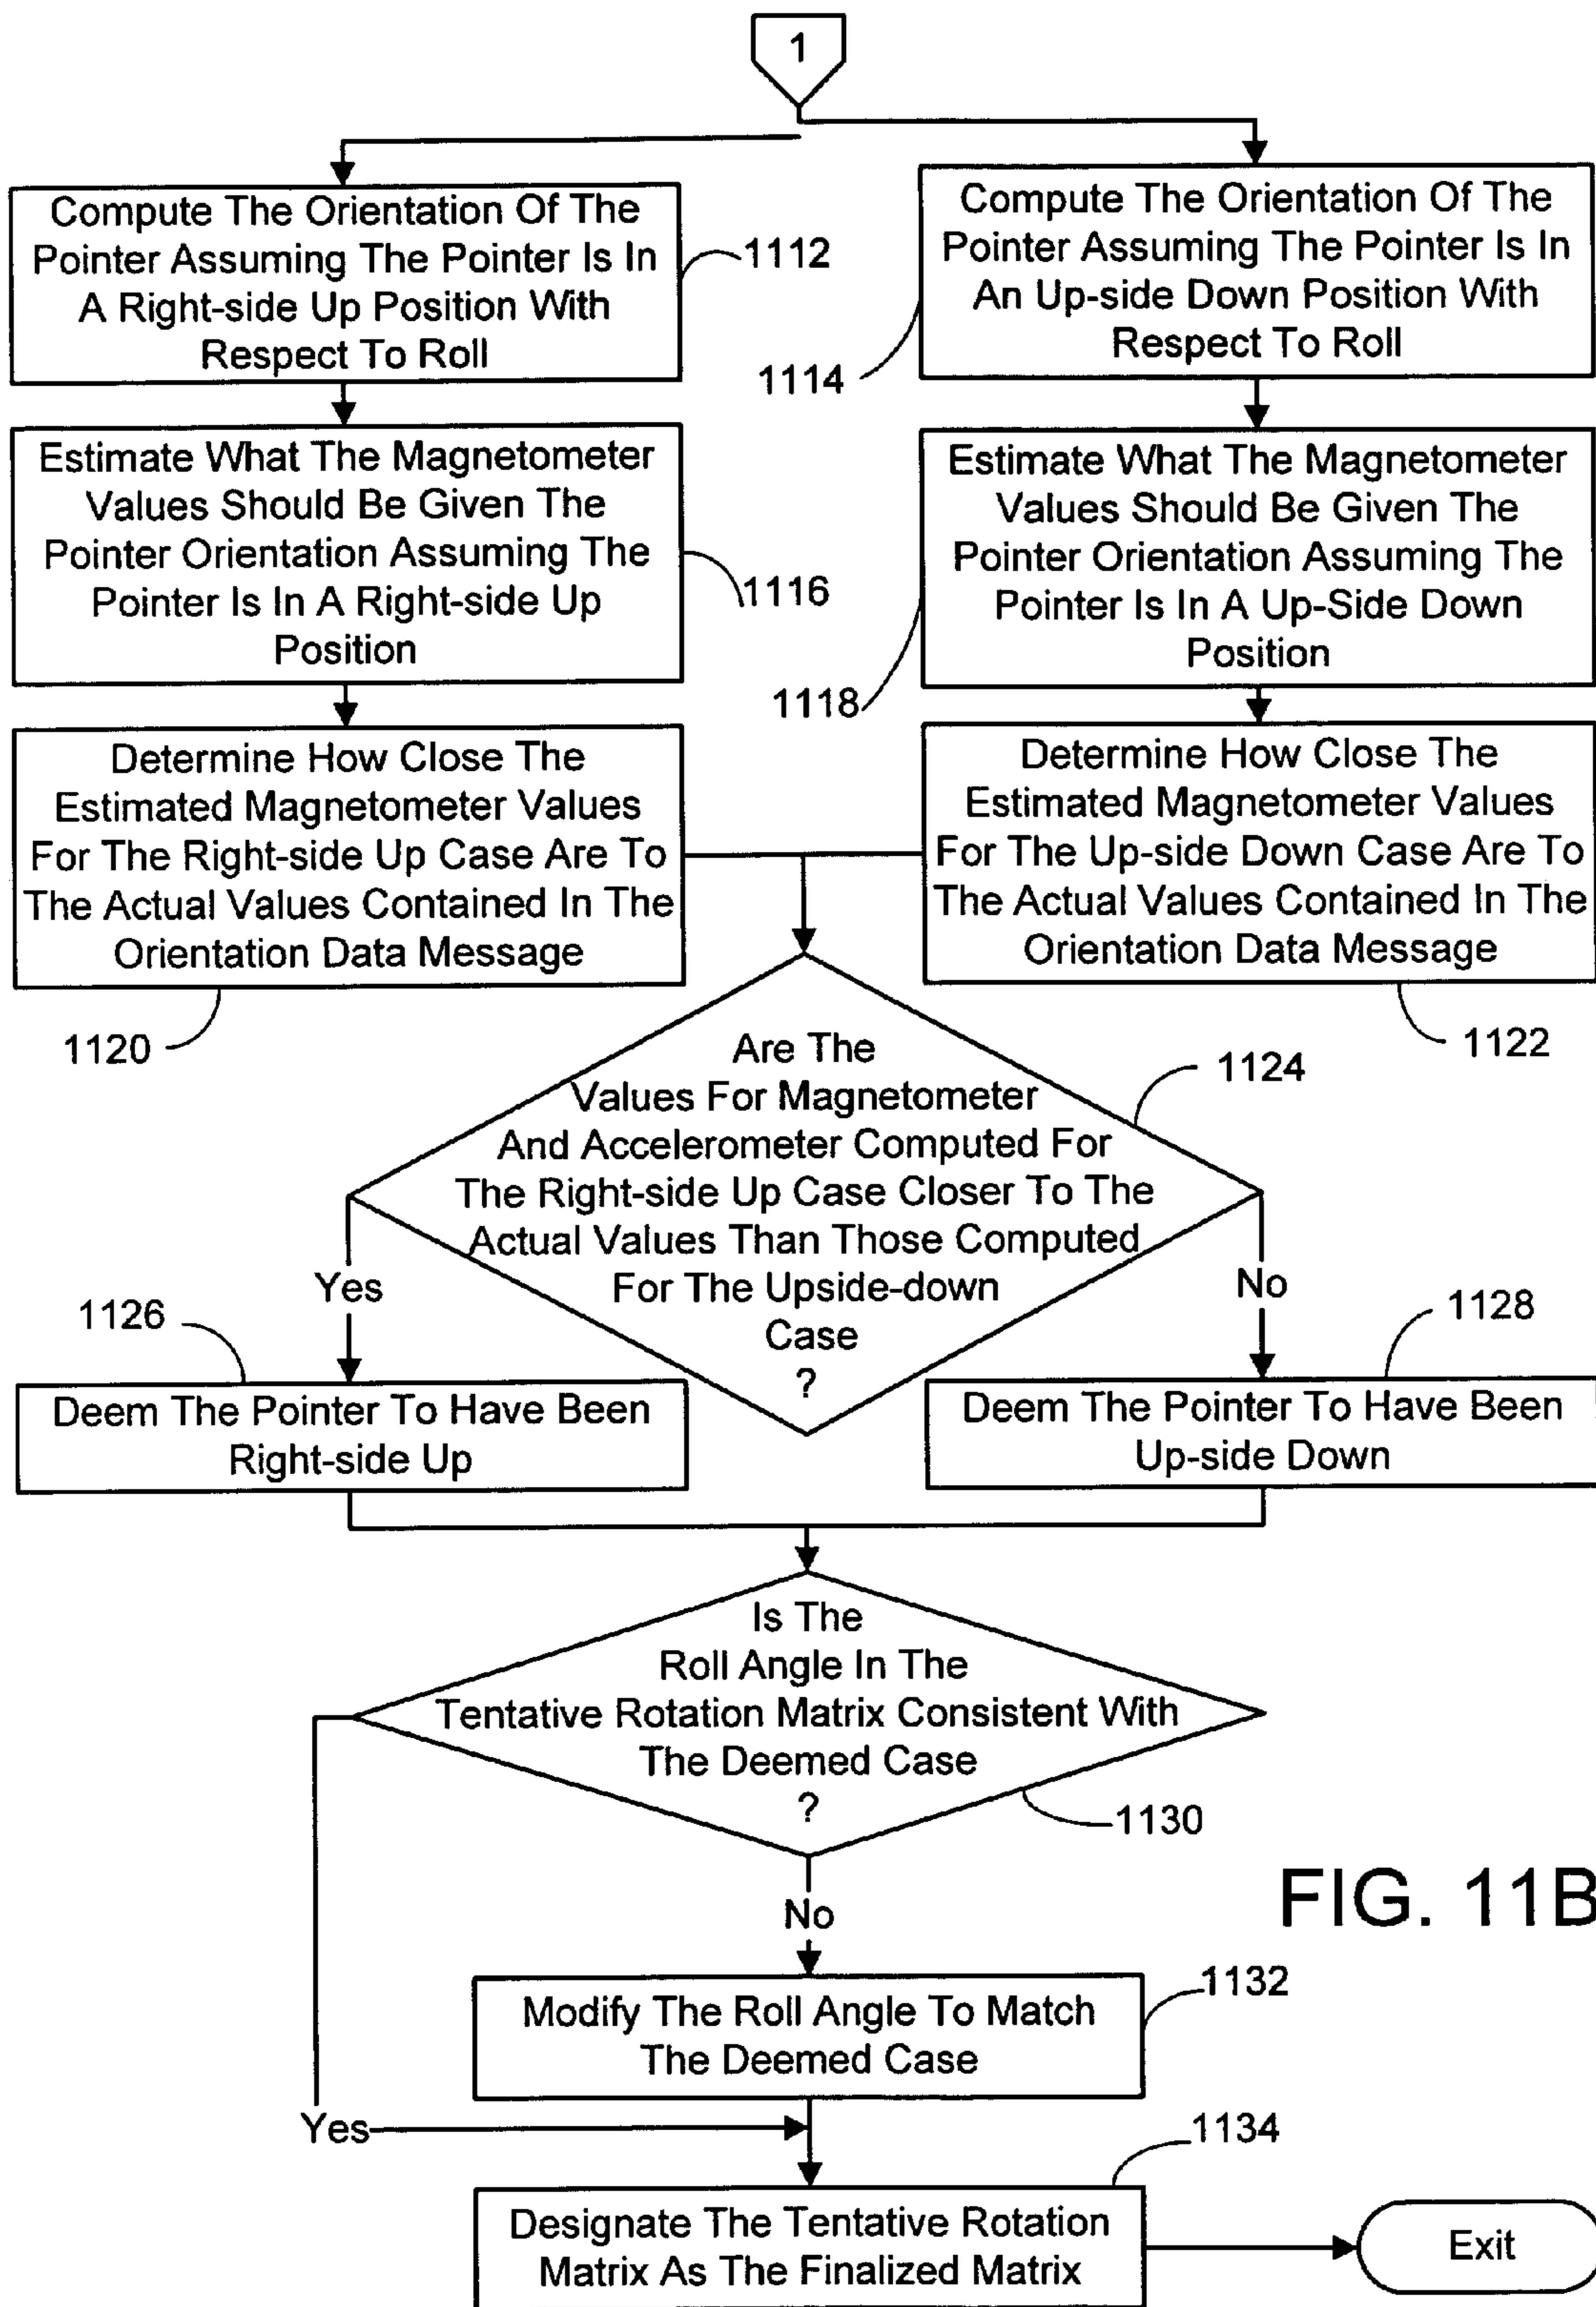 1
Compute The Orientation Of The
Pointer Assuming The Pointer Is In
A Right-side Up Position With
Respect To Roll
1112
Compute The Orientation Of The
Pointer Assuming The Pointer Is In
An Up-side Down Position With
Respect To Roll
1114
Estimate What The Magnetometer
Values Should Be Given The
Pointer Orientation Assuming The
Pointer Is In A Right-side Up
Position
1116
Estimate What The Magnetometer
Values Should Be Given The
Pointer Orientation Assuming The
Pointer Is In A Up-Side Down
Position
1118
Determine How Close The
Estimated Magnetometer Values
For The Right-side Up Case Are To
The Actual Values Contained In The
Orientation Data Message
1120
Determine How Close The
Estimated Magnetometer Values
For The Up-side Down Case Are To
The Actual Values Contained In The
Orientation Data Message
1122
Are The
Values For Magnetometer
And Accelerometer Computed For
The Right-side Up Case Closer To The
Actual Values Than Those Computed
For The Upside-down
Case
?
1124
Yes
No
1126
1128
Deem The Pointer To Have Been
Right-side Up
Deem The Pointer To Have Been
Up-side Down
Is The
Roll Angle In The
Tentative Rotation Matrix Consistent With
The Deemed Case
?
1130
No
FIG. 11B
Modify The Roll Angle To Match
The Deemed Case
1132
Yes
1134
Designate The Tentative Rotation
Matrix As The Finalized Matrix
Exit